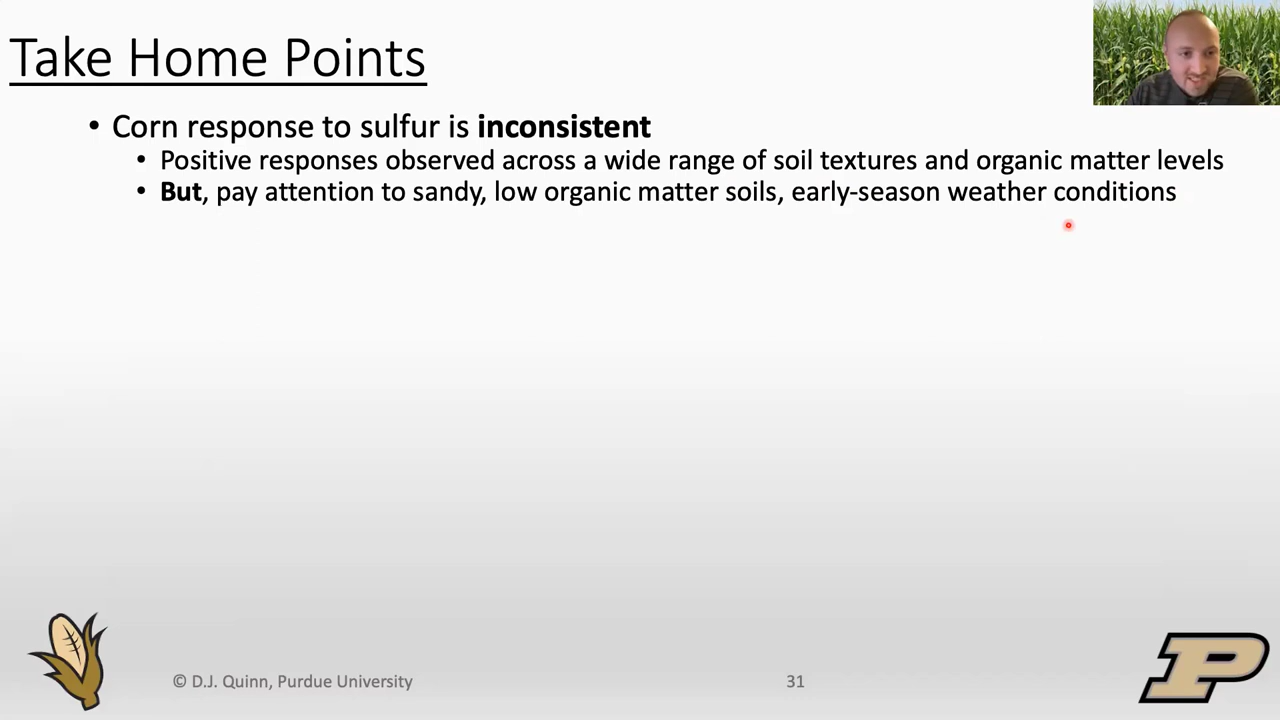 Take Home Points
• Corn response to sulfur is inconsistent
• Positive responses observed across a wide range of soil textures and organic matter levels
• But, pay attention to sandy, low organic matter soils, early-season weather conditions
© D.J. Quinn, Purdue University
31
P